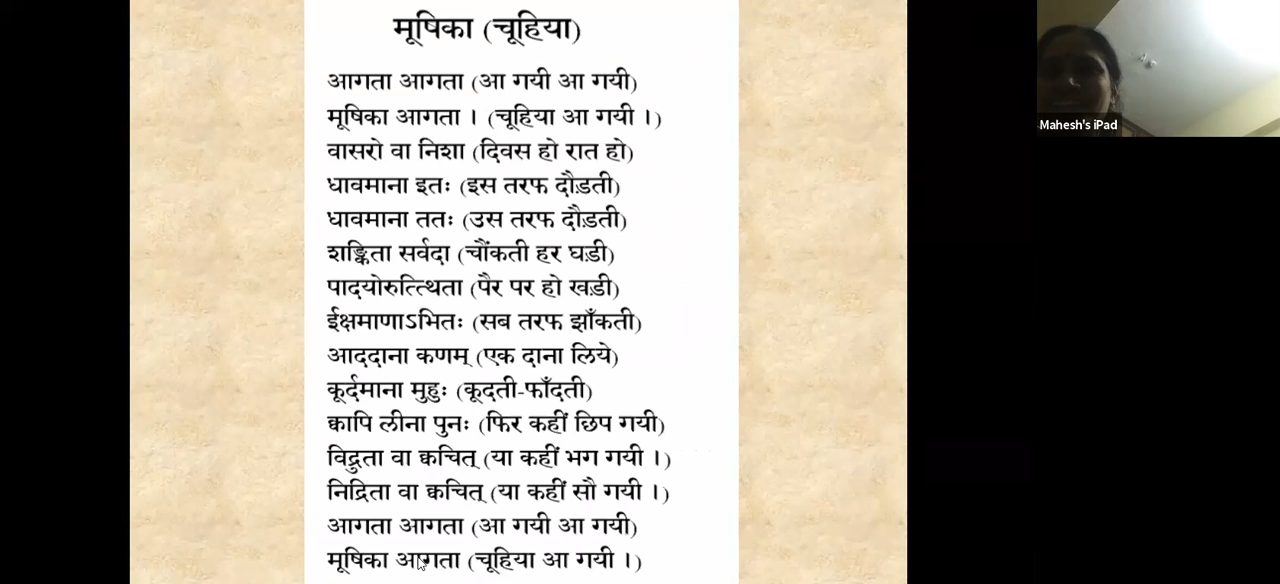 मूषिका (चूहिया)
आगता आगता (आ गयी आ गयी)
मूषिका आगता । (चूहिया आ गयी ।)
वासरो वा निशा (दिवस हो रात हो)
धावमाना इतः (इस तरफ दौड़ती)
धावमाना ततः (उस तरफ दौड़ती)
शङ्किता सर्वदा (चौंकती हर घडी)
पादयोरुत्त्थिता (पैर पर हो खडी)
ईक्षमाणाऽभितः (सब तरफ झाँकती)
आददाना कणम् (एक दाना लिये)
कूर्दमाना मुहुः (कूदती-फाँदती)
क्वापि लीना पुनः (फिर कहीं छिप गयी)
विद्रुता वा क्वचित् (या कहीं भग गयी ।)
निद्रिता वा क्वचित् (या कहीं सौ गयी ।)
आगता आगता (आ गयी आ गयी)
मूषिका आगता (चूहिया आ गयी ।)
Mahesh's iPad